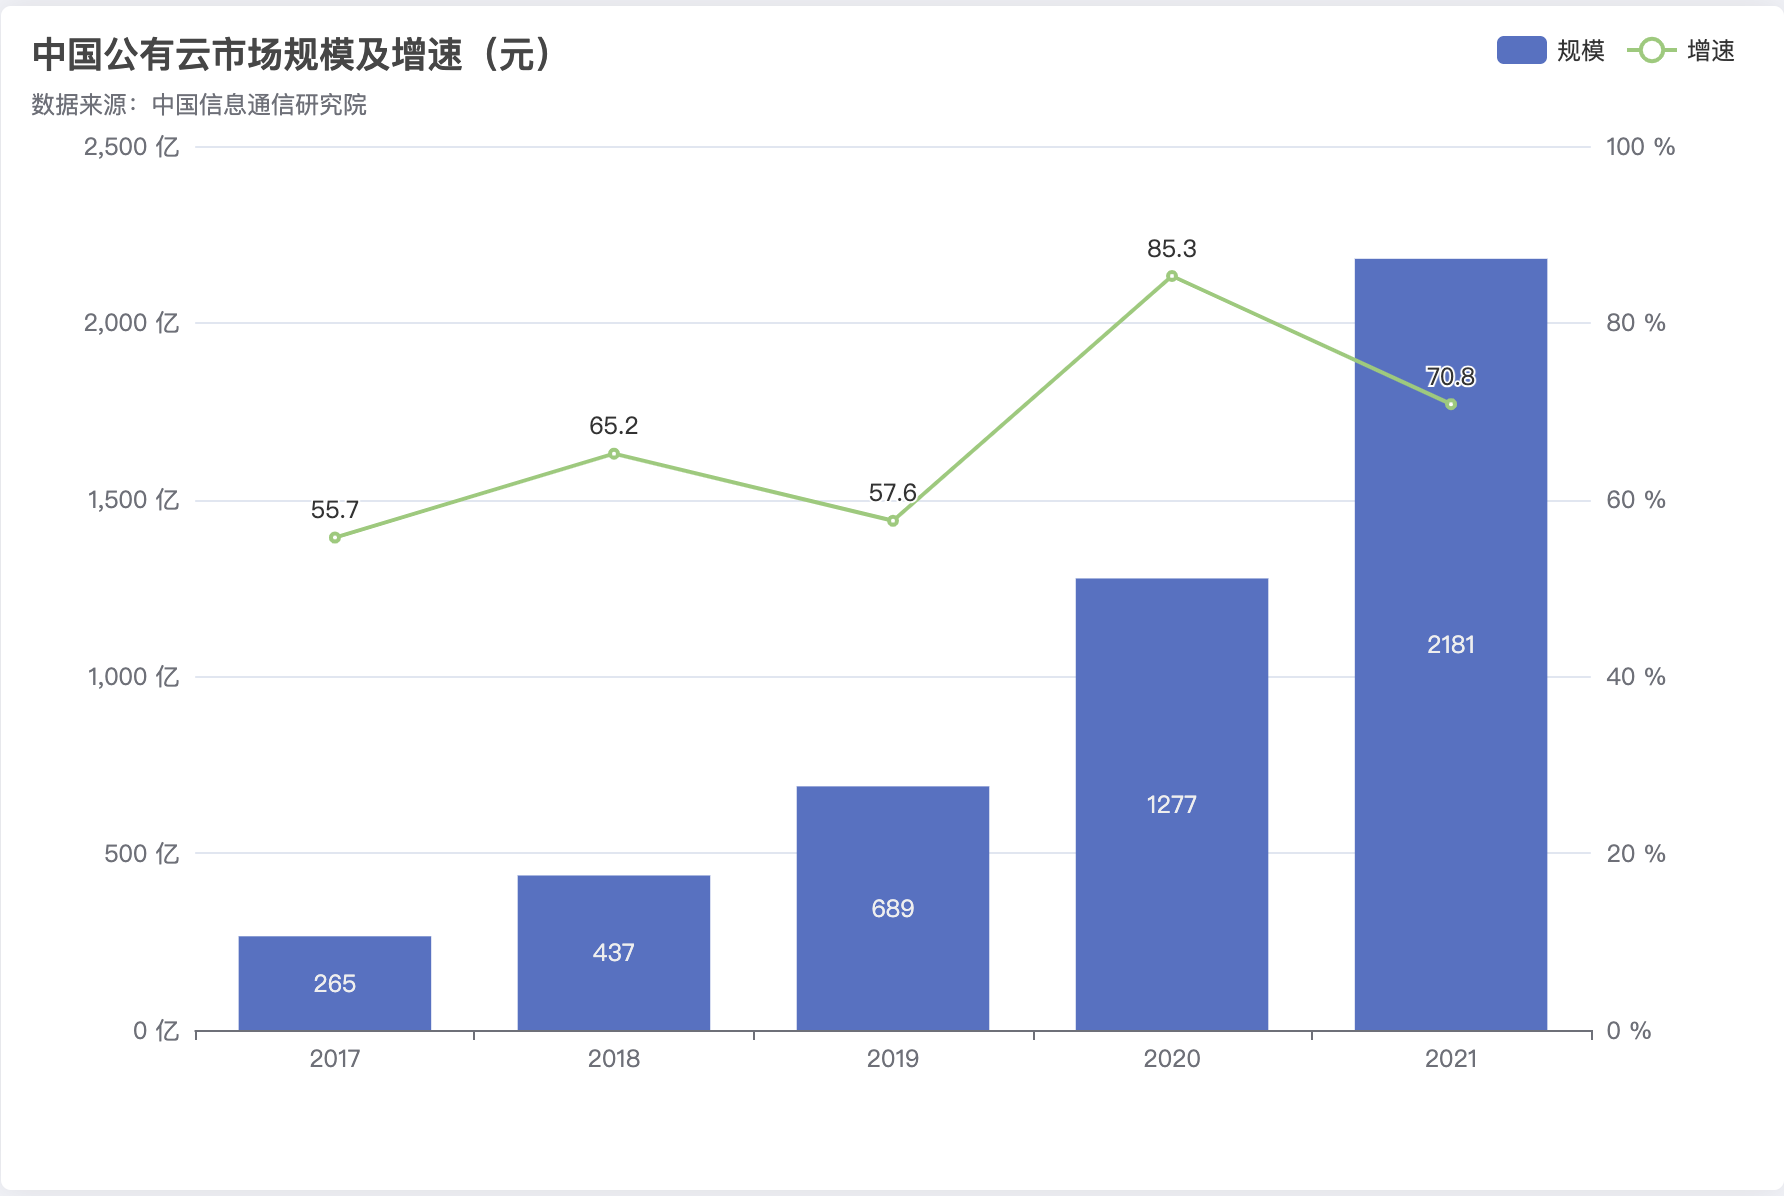 中国公有云市场规模及增速（元）
规模 增速
数据来源：中国信息通信研究院
2,500 亿 100 %
85.3
2,000 亿 80 %
70.8
65.2
57.6
1,500 亿 60 %
55.7
2181
1,000 亿 40 %
1277
500 亿 20 %
689
437
265
0 亿 0 %
2017 2018 2019 2020 2021